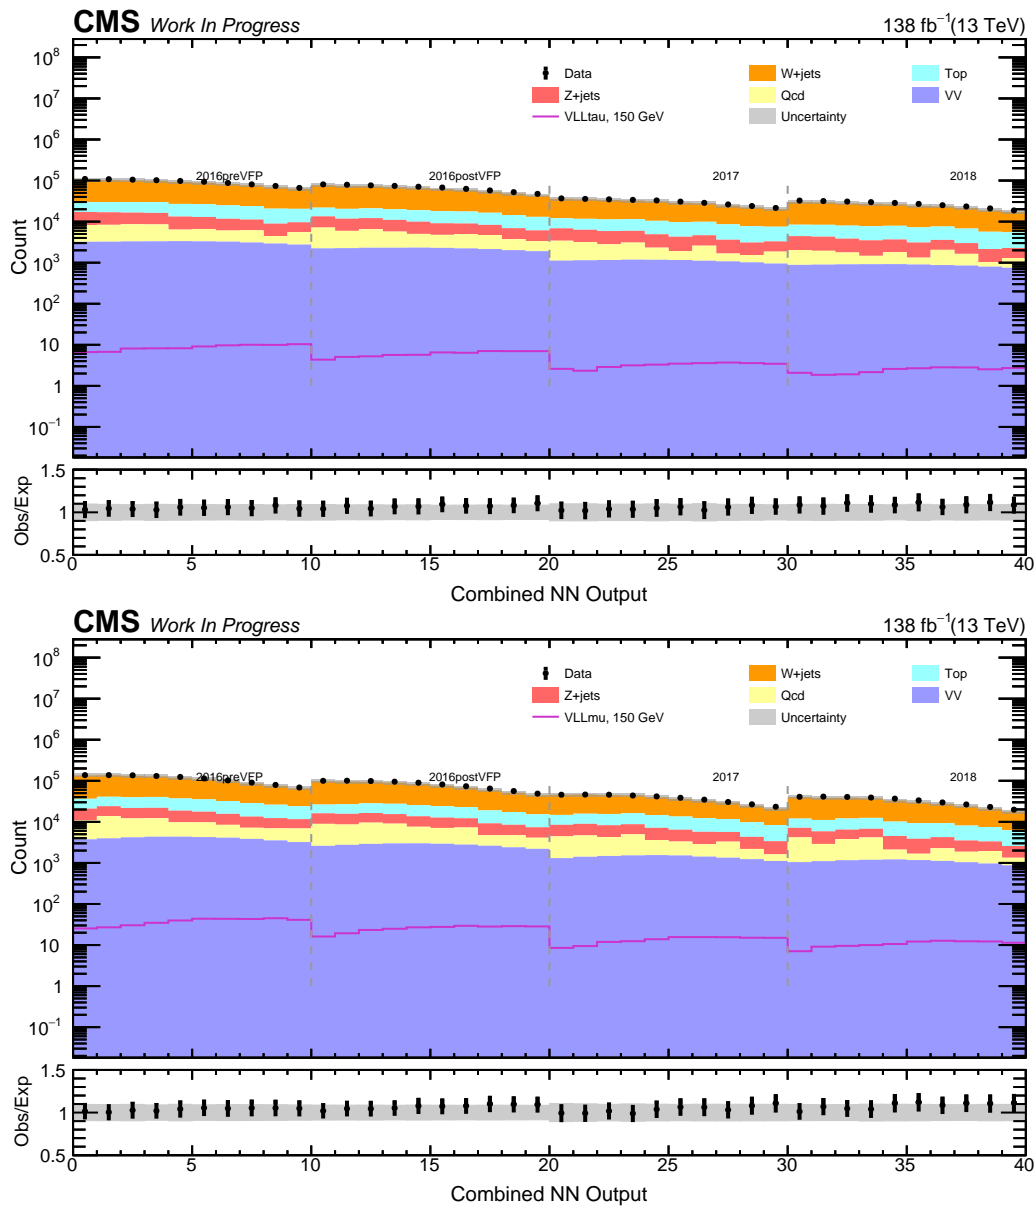 CMS Work In Progress 138 fb⁻¹(13 TeV)
10⁸
10⁷
10⁶
10⁵
10⁴
10³
10²
10
1
10⁻¹
Count
Data W+jets Top
Z+jets Qcd VV
VLLtau, 150 GeV Uncertainty
2016preVFP 2016postVFP 2017 2018
1.5
1
0.5
Obs/Exp
0 5 10 15 20 25 30 35 40
Combined NN Output
CMS Work In Progress 138 fb⁻¹(13 TeV)
10⁸
10⁷
10⁶
10⁵
10⁴
10³
10²
10
1
10⁻¹
Count
Data W+jets Top
Z+jets Qcd VV
VLLmu, 150 GeV Uncertainty
2016preVFP 2016postVFP 2017 2018
1.5
1
0.5
Obs/Exp
0 5 10 15 20 25 30 35 40
Combined NN Output